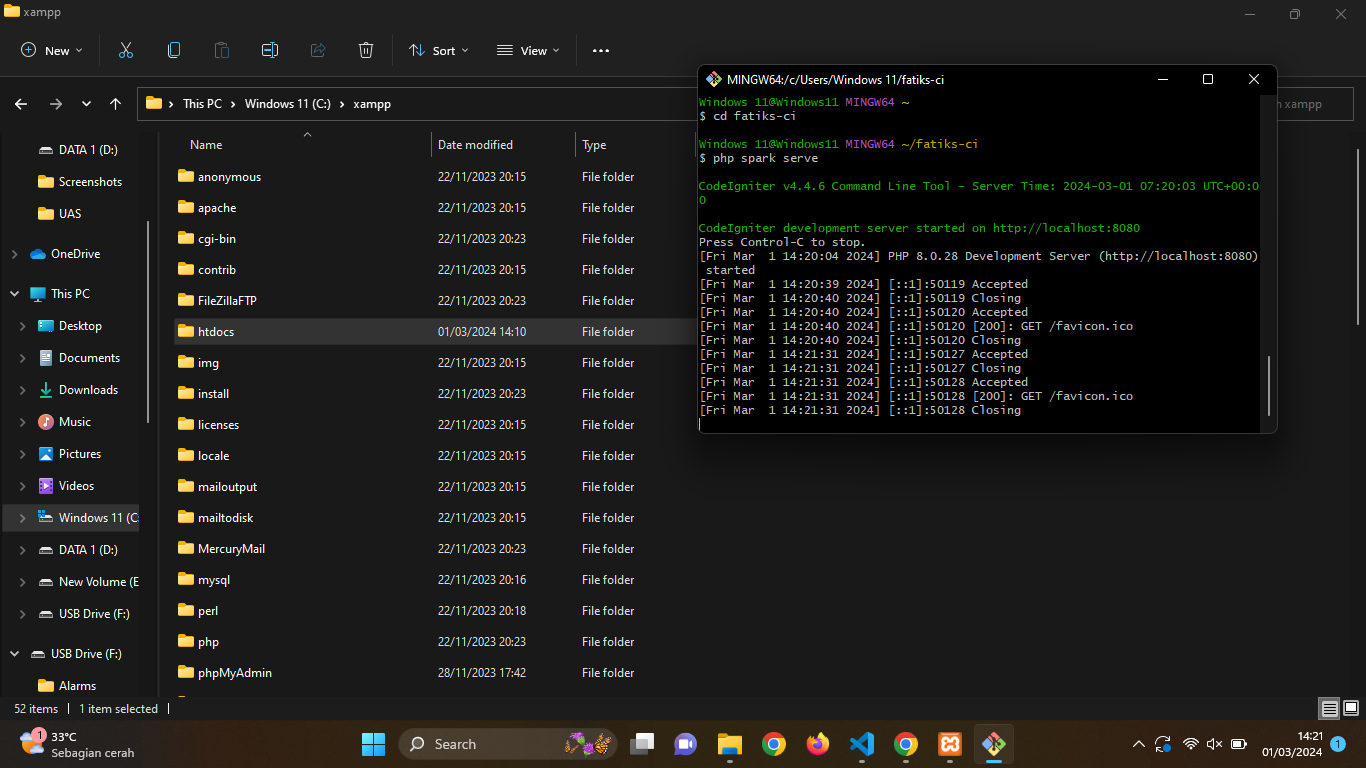 xampp
New
Sort
View
This PC
Windows 11 (C:)
xampp
xampp
DATA 1 (D:)
Screenshots
UAS
OneDrive
This PC
Desktop
Documents
Downloads
Music
Pictures
Videos
Windows 11 (C:
DATA 1 (D:)
New Volume (E
USB Drive (F:)
USB Drive (F:)
Alarms
Name Date modified Type
anonymous 22/11/2023 20:15 File folder
apache 22/11/2023 20:15 File folder
cgi-bin 22/11/2023 20:23 File folder
contrib 22/11/2023 20:15 File folder
FileZillaFTP 22/11/2023 20:23 File folder
htdocs 01/03/2024 14:10 File folder
img 22/11/2023 20:15 File folder
install 22/11/2023 20:23 File folder
licenses 22/11/2023 20:15 File folder
locale 22/11/2023 20:15 File folder
mailoutput 22/11/2023 20:15 File folder
mailtodisk 22/11/2023 20:15 File folder
MercuryMail 22/11/2023 20:23 File folder
mysql 22/11/2023 20:16 File folder
perl 22/11/2023 20:18 File folder
php 22/11/2023 20:23 File folder
phpMyAdmin 28/11/2023 17:42 File folder
MINGW64:/c/Users/Windows 11/fatiks-ci
Windows 11@Windows11 MINGW64 ~
$ cd fatiks-ci
Windows 11@Windows11 MINGW64 ~/fatiks-ci
$ php spark serve
CodeIgniter v4.4.6 Command Line Tool - Server Time: 2024-03-01 07:20:03 UTC+00:0
0
CodeIgniter development server started on http://localhost:8080
Press Control-C to stop.
[Fri Mar  1 14:20:04 2024] PHP 8.0.28 Development Server (http://localhost:8080)
started
[Fri Mar  1 14:20:39 2024] [::1]:50119 Accepted
[Fri Mar  1 14:20:40 2024] [::1]:50119 Closing
[Fri Mar  1 14:20:40 2024] [::1]:50120 Accepted
[Fri Mar  1 14:20:40 2024] [::1]:50120 [200]: GET /favicon.ico
[Fri Mar  1 14:20:40 2024] [::1]:50120 Closing
[Fri Mar  1 14:21:31 2024] [::1]:50127 Accepted
[Fri Mar  1 14:21:31 2024] [::1]:50127 Closing
[Fri Mar  1 14:21:31 2024] [::1]:50128 Accepted
[Fri Mar  1 14:21:31 2024] [::1]:50128 [200]: GET /favicon.ico
[Fri Mar  1 14:21:31 2024] [::1]:50128 Closing
52 items
1 item selected
1
33°C
Sebagian cerah
Search
14:21
01/03/2024
1